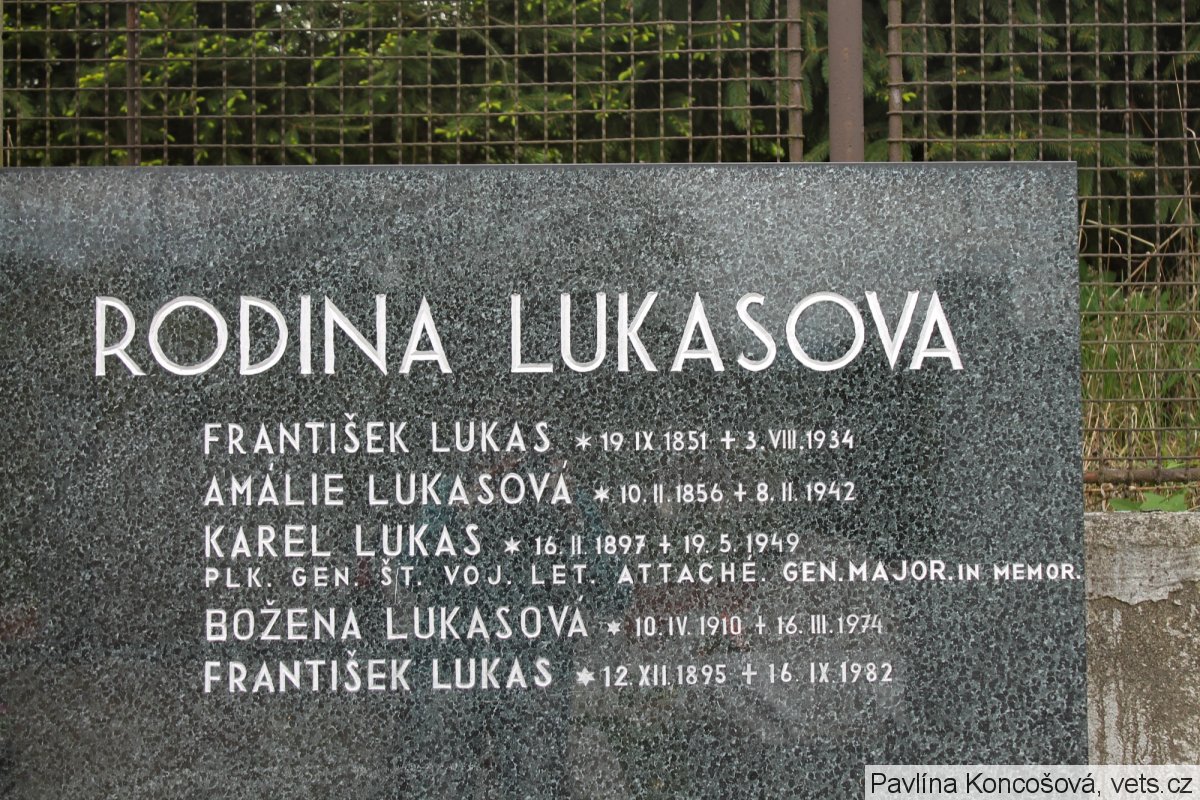 RODINA LUKASOVA
FRANTIŠEK LUKAS * 19 IX 1851 + 3. VIII. 1934
AMÁLIE LUKASOVÁ * 10. II. 1856 + 8. II. 1942
KAREL LUKAS * 16. II. 1897 + 19. 5. 1949
PLK. GEN. ŠT. VOJ. LET. ATTACHÉ. GEN. MAJOR. IN MEMOR.
BOŽENA LUKASOVÁ * 10. IV. 1910 + 16. III. 1974
FRANTIŠEK LUKAS * 12. XII. 1895 + 16. IX 1982
Pavlína Koncošová, vets.cz